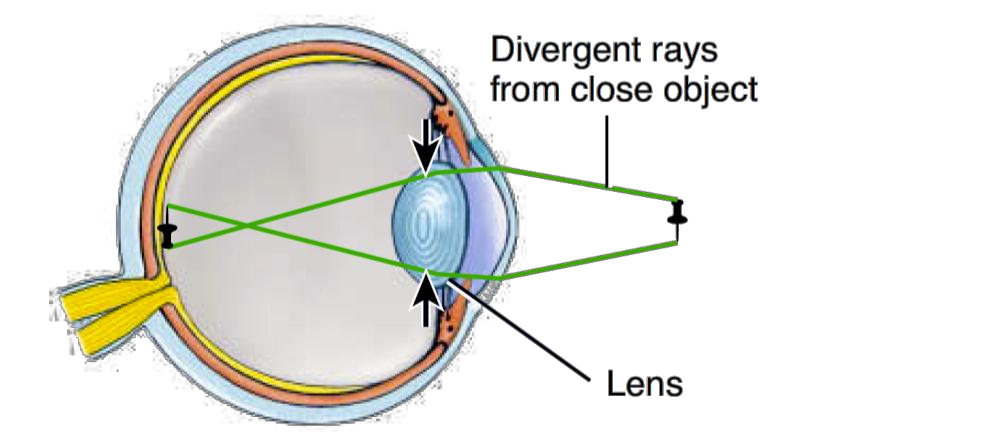 Divergent rays
from close object
Lens